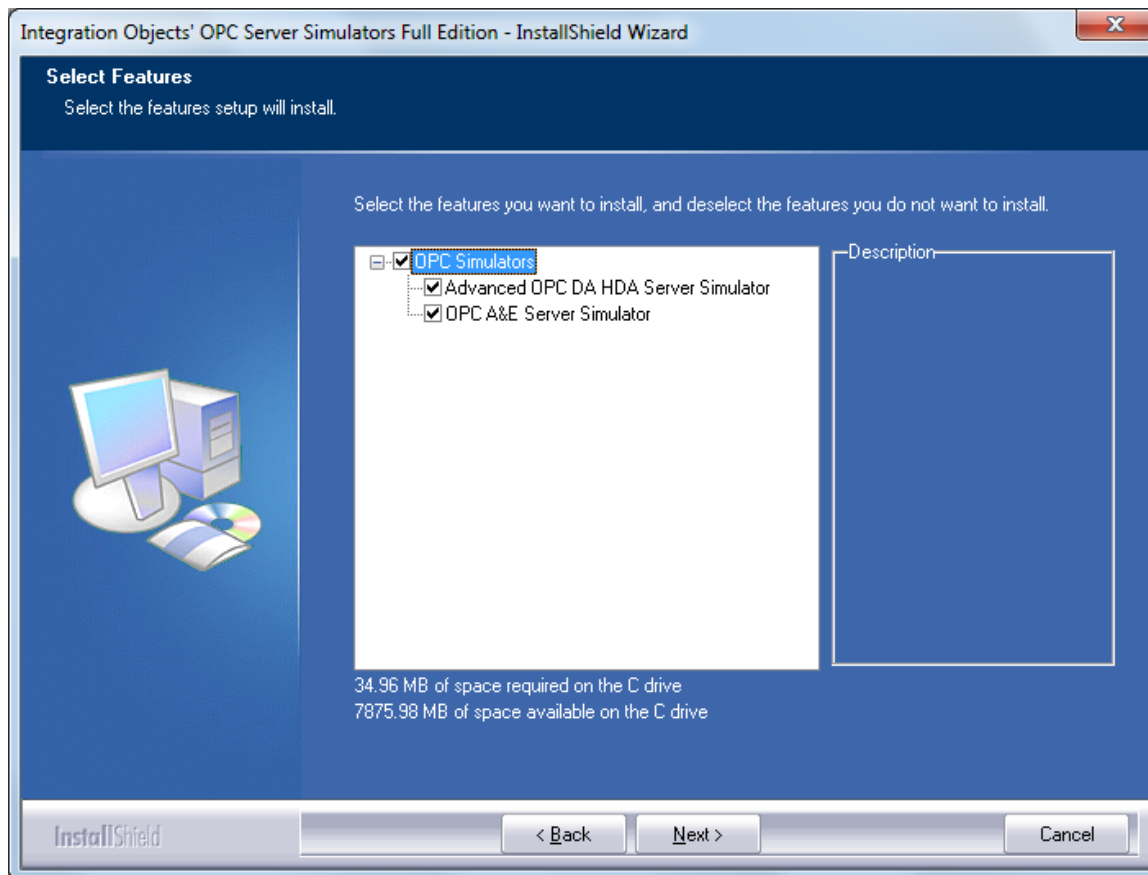 Integration Objects' OPC Server Simulators Full Edition - InstallShield Wizard
Select Features
Select the features setup will install.
Select the features you want to install, and deselect the features you do not want to install.
OPC Simulators
Advanced OPC DA HDA Server Simulator
OPC A&E Server Simulator
Description
34.96 MB of space required on the C drive
7875.98 MB of space available on the C drive
InstallShield
< Back
Next >
Cancel